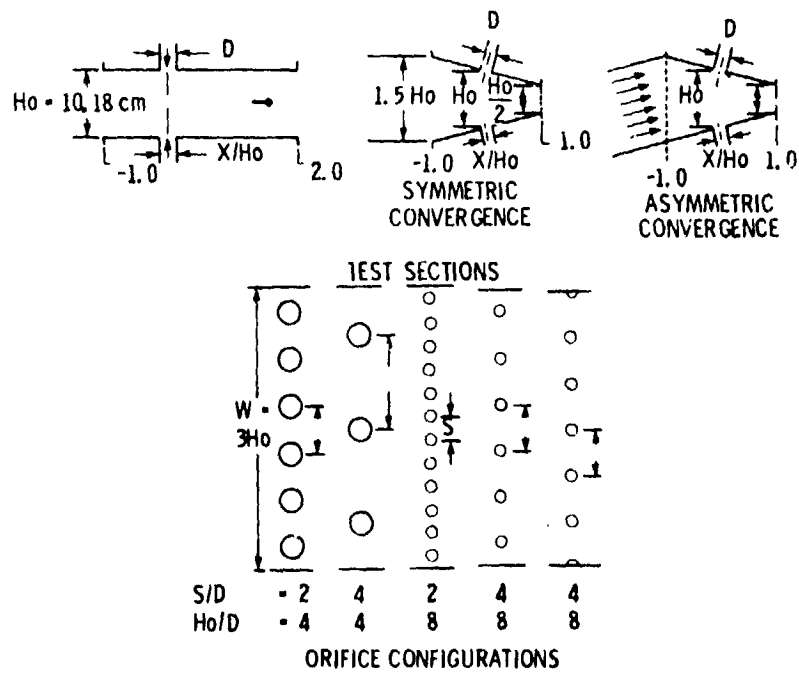 D
Ho = 10.18 cm
X/Ho
-1.0
2.0
D
1.5 Ho
Ho
Ho/2
X/Ho
-1.0
1.0
SYMMETRIC
CONVERGENCE
D
Ho
X/Ho
-1.0
1.0
ASYMMETRIC
CONVERGENCE
TEST SECTIONS
W =
3Ho
S
S/D = 2 4 2 4 4
Ho/D = 4 4 8 8 8
ORIFICE CONFIGURATIONS